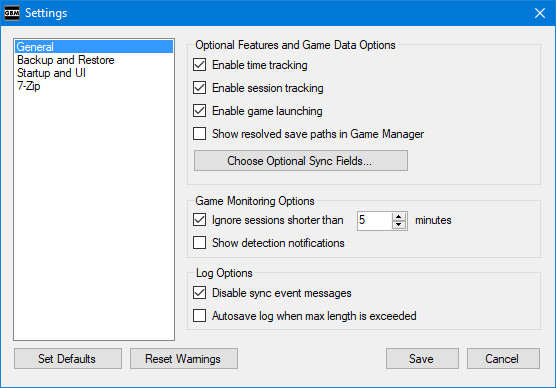 GBM Settings
General
Backup and Restore
Startup and UI
7-Zip
Optional Features and Game Data Options
Enable time tracking
Enable session tracking
Enable game launching
Show resolved save paths in Game Manager
Choose Optional Sync Fields...
Game Monitoring Options
Ignore sessions shorter than 5 minutes
Show detection notifications
Log Options
Disable sync event messages
Autosave log when max length is exceeded
Set Defaults Reset Warnings Save Cancel